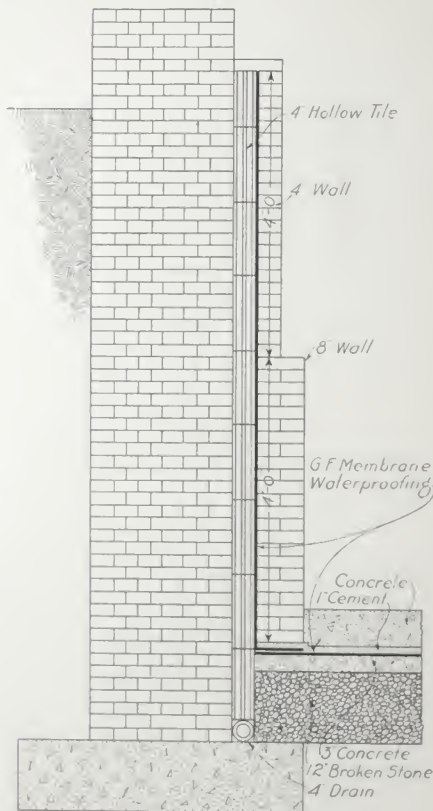 4" Hollow Tile
4" Wall
4'-0"
8" Wall
G F Membrane
Waterproofing
4'-0"
Concrete
1" Cement
3" Concrete
12" Broken Stone
4" Drain